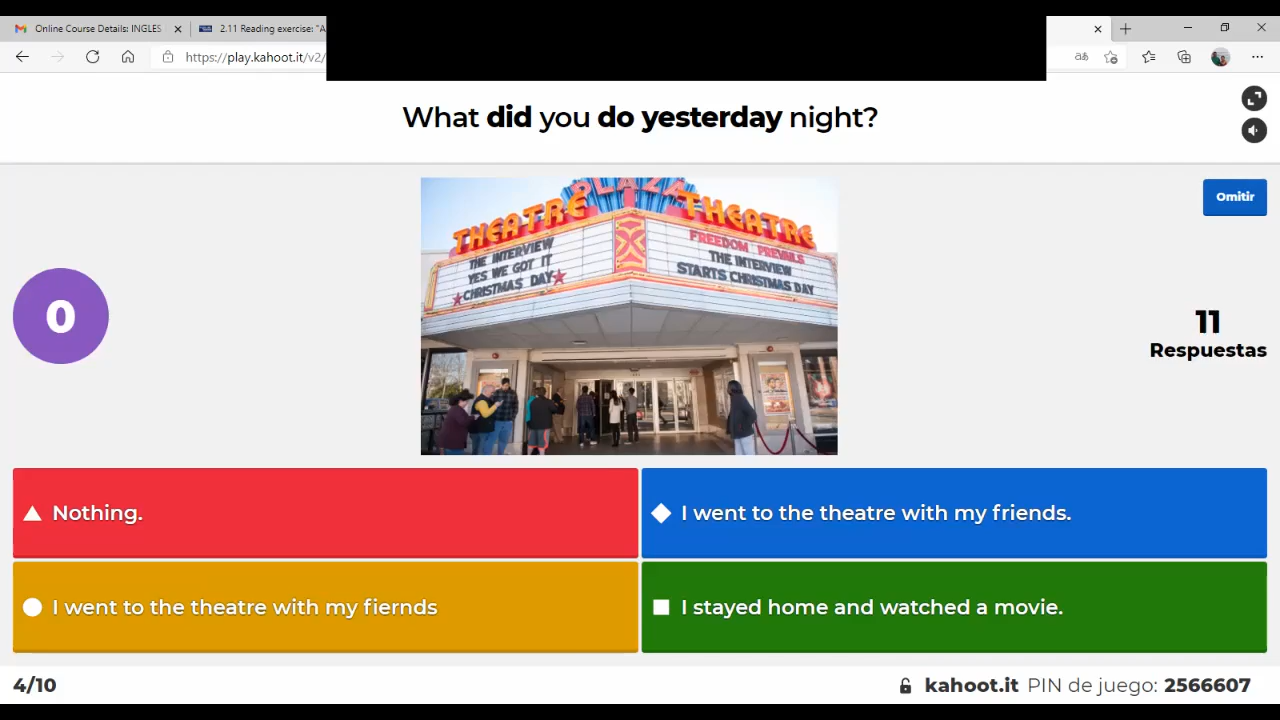 Online Course Details: INGLES
2.11 Reading exercise: "A
https://play.kahoot.it/v2/
What did you do yesterday night?
Omitir
PLAZA
THEATRE
THEATRE
THE INTERVIEW
YES WE GOT IT
CHRISTMAS DAY
FREEDOM PREVAILS
THE INTERVIEW
STARTS CHRISTMAS DAY
0
11
Respuestas
Nothing.
I went to the theatre with my friends.
I went to the theatre with my fiernds
I stayed home and watched a movie.
4/10
kahoot.it PIN de juego: 2566607